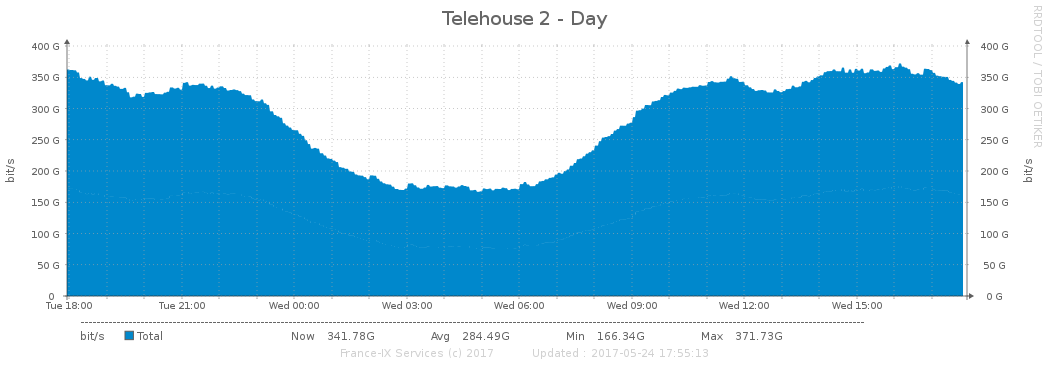 Telehouse 2 - Day
RRDTOOL / TOBI OETIKER
400 G 400 G
350 G 350 G
300 G 300 G
250 G 250 G
200 G 200 G
150 G 150 G
100 G 100 G
50 G 50 G
0 0 G
bit/s bit/s
Tue 18:00 Tue 21:00 Wed 00:00 Wed 03:00 Wed 06:00 Wed 09:00 Wed 12:00 Wed 15:00
bit/s Total Now 341.78G Avg 284.49G Min 166.34G Max 371.73G
France-IX Services (c) 2017 Updated : 2017-05-24 17:55:13